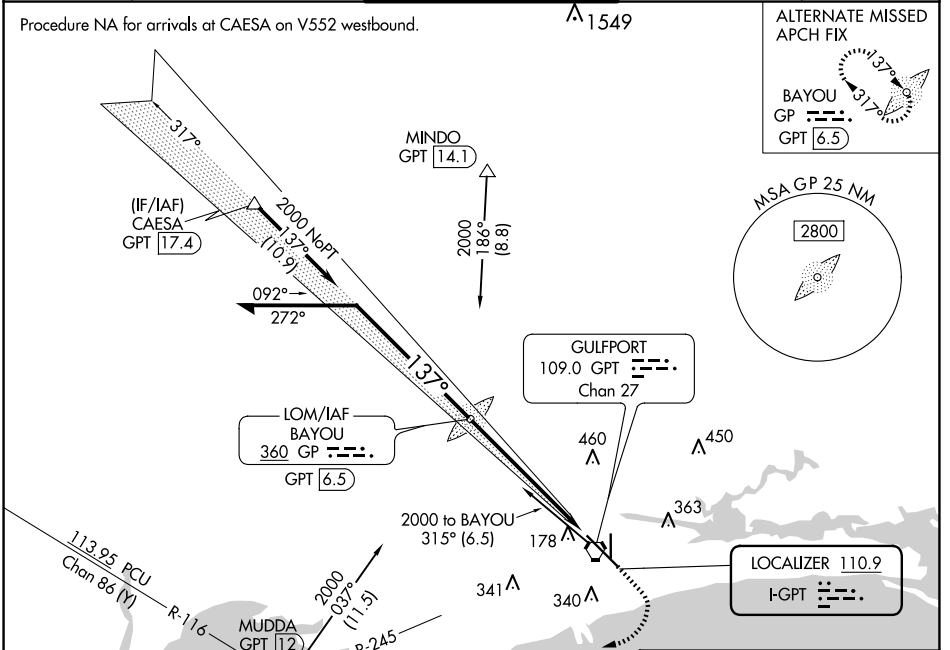 Procedure NA for arrivals at CAESA on V552 westbound.
1549
ALTERNATE MISSED
APCH FIX
137°
317°
BAYOU
GP
GPT 6.5
MINDO
GPT 14.1
2000
186°
(8.8)
MSA GP 25 NM
2800
317°
(IF/IAF)
CAESA
GPT 17.4
2000 NoPT
137°
(10.9)
092°
272°
137°
GULFPORT
109.0 GPT
Chan 27
LOM/IAF
BAYOU
360 GP
GPT 6.5
460
450
363
2000 to BAYOU
315° (6.5)
178
341
340
LOCALIZER 110.9
I-GPT
113.95 PCU
Chan 86 (Y)
R-116
2000
037°
(11.5)
MUDDA
GPT 12
R-245